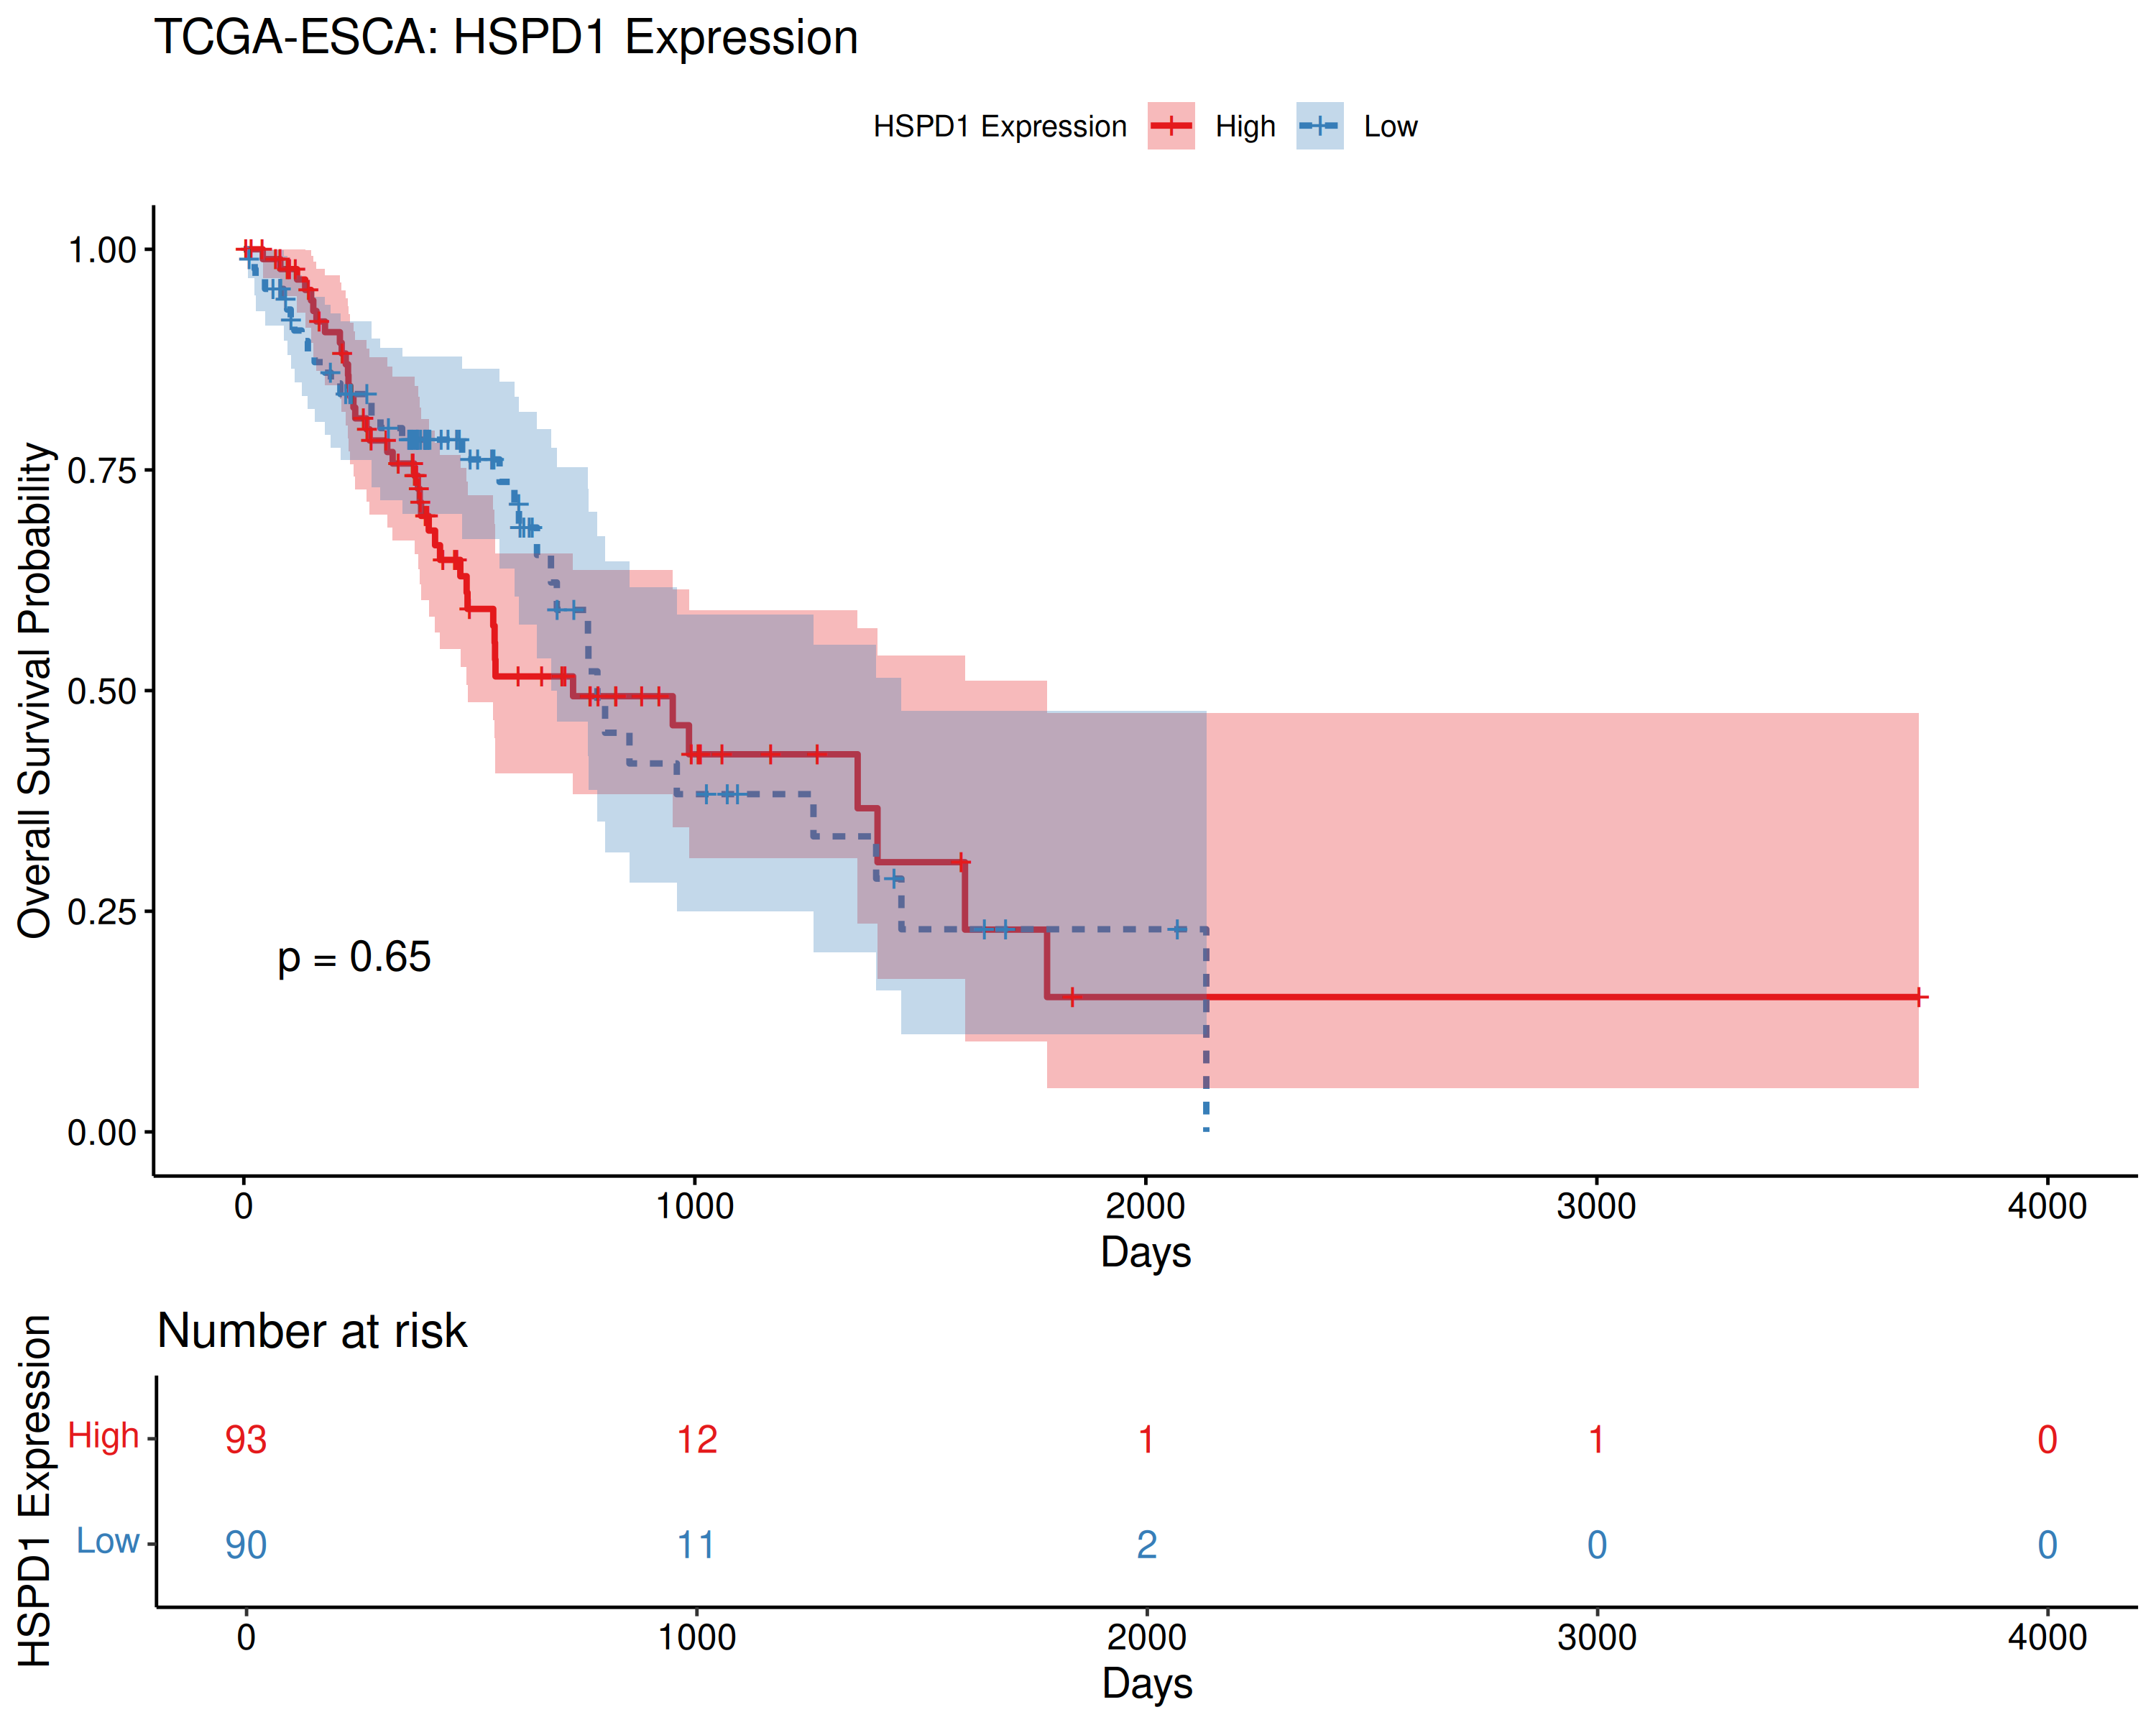 TCGA-ESCA: HSPD1 Expression
HSPD1 Expression High Low
Overall Survival Probability
1.00
0.75
0.50
0.25
0.00
p = 0.65
0 1000 2000 3000 4000
Days
Number at risk
HSPD1 Expression
High 93 12 1 1 0
Low 90 11 2 0 0
0 1000 2000 3000 4000
Days